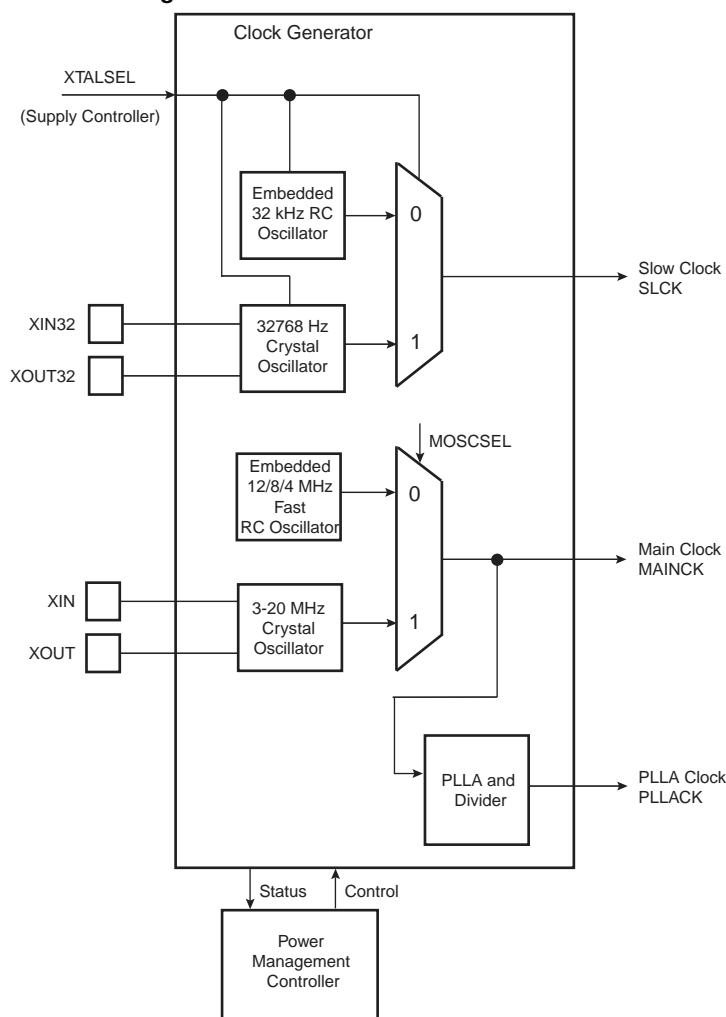 Clock Generator
XTALSEL
(Supply Controller)
Embedded
32 kHz RC
Oscillator
0
Slow Clock
SLCK
XIN32
32768 Hz
Crystal
Oscillator
1
XOUT32
MOSCSEL
Embedded
12/8/4 MHz
Fast
RC Oscillator
0
Main Clock
MAINCK
XIN
3-20 MHz
Crystal
Oscillator
1
XOUT
PLLA and
Divider
PLLA Clock
PLLACK
Status
Control
Power
Management
Controller